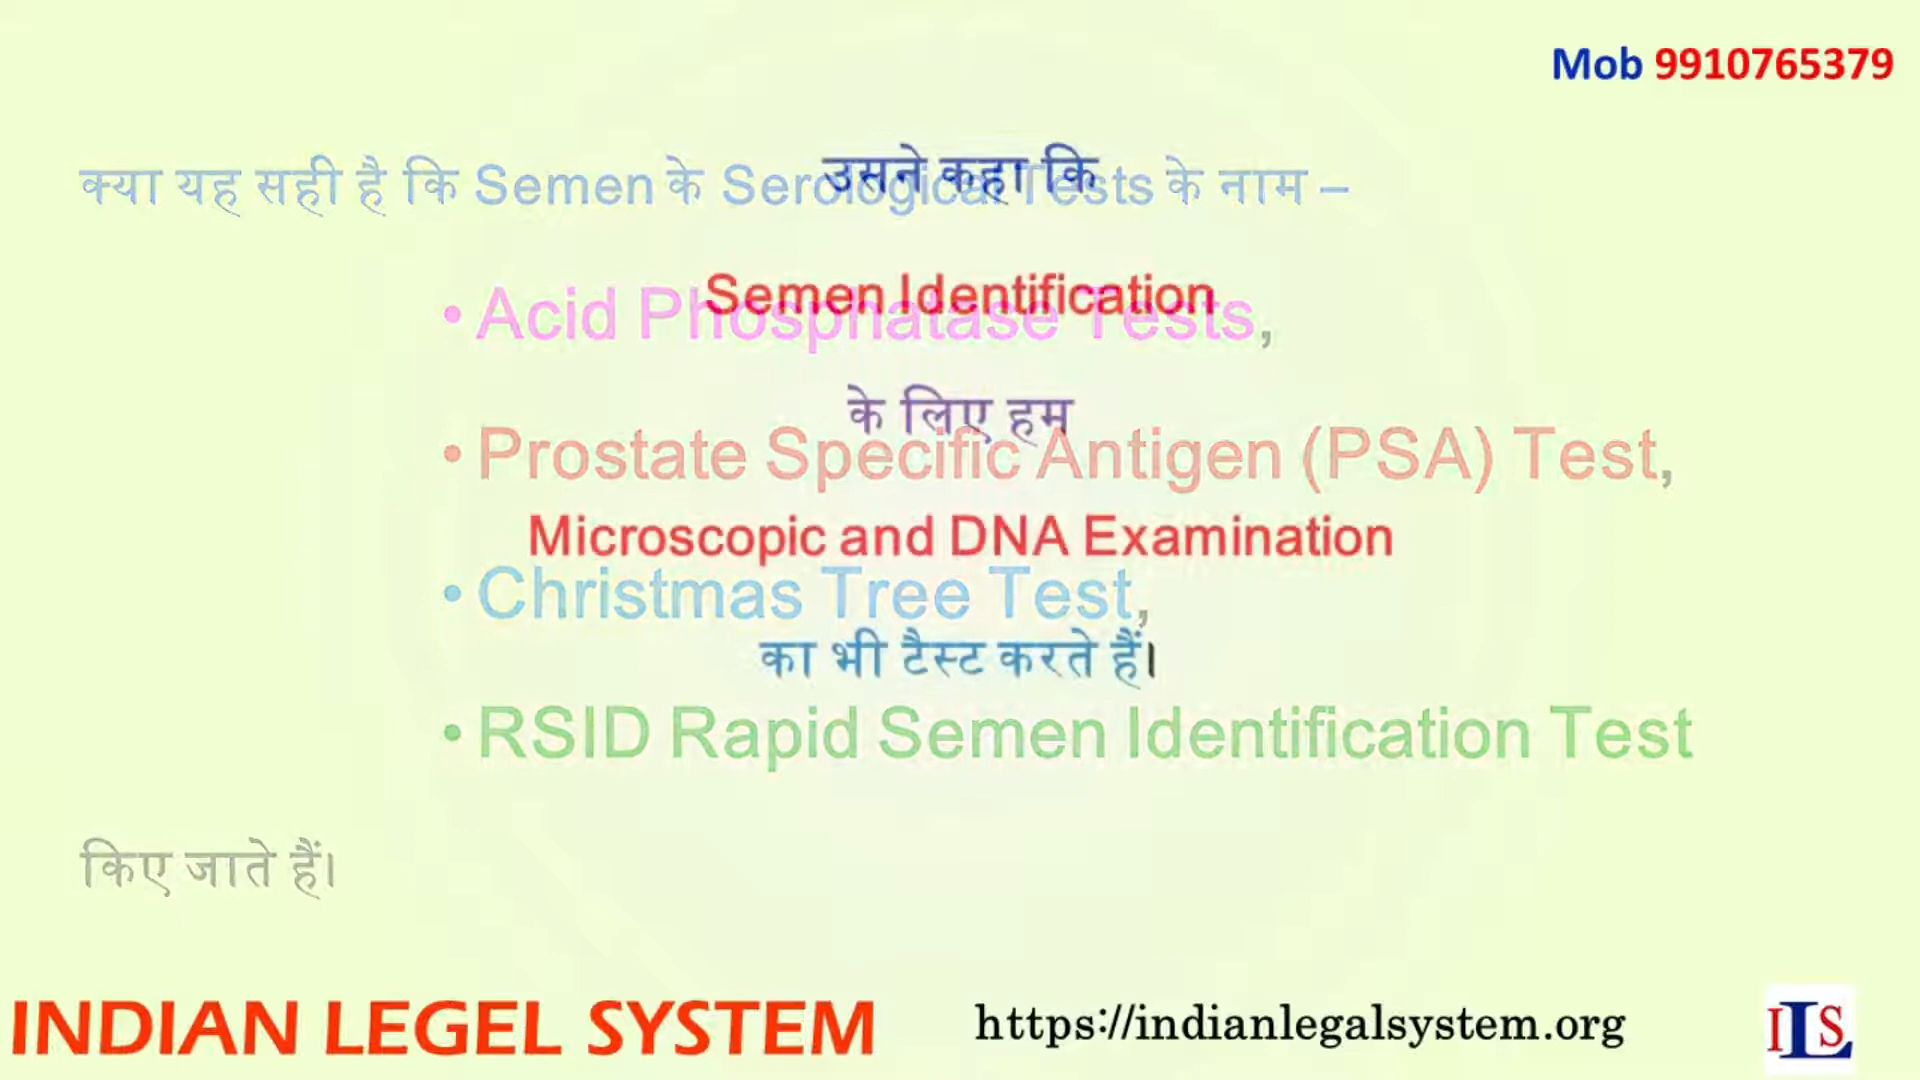 Mob 9910765379
क्या यह सही है कि Semen के Serological Tests के नाम –
उसने कहा कि
Semen Identification
• Acid Phosphatase Tests,
के लिए हम
• Prostate Specific Antigen (PSA) Test,
Microscopic and DNA Examination
• Christmas Tree Test,
का भी टैस्ट करते हैं।
• RSID Rapid Semen Identification Test
किए जाते हैं।
INDIAN LEGEL SYSTEM
https://indianlegalsystem.org
ILS